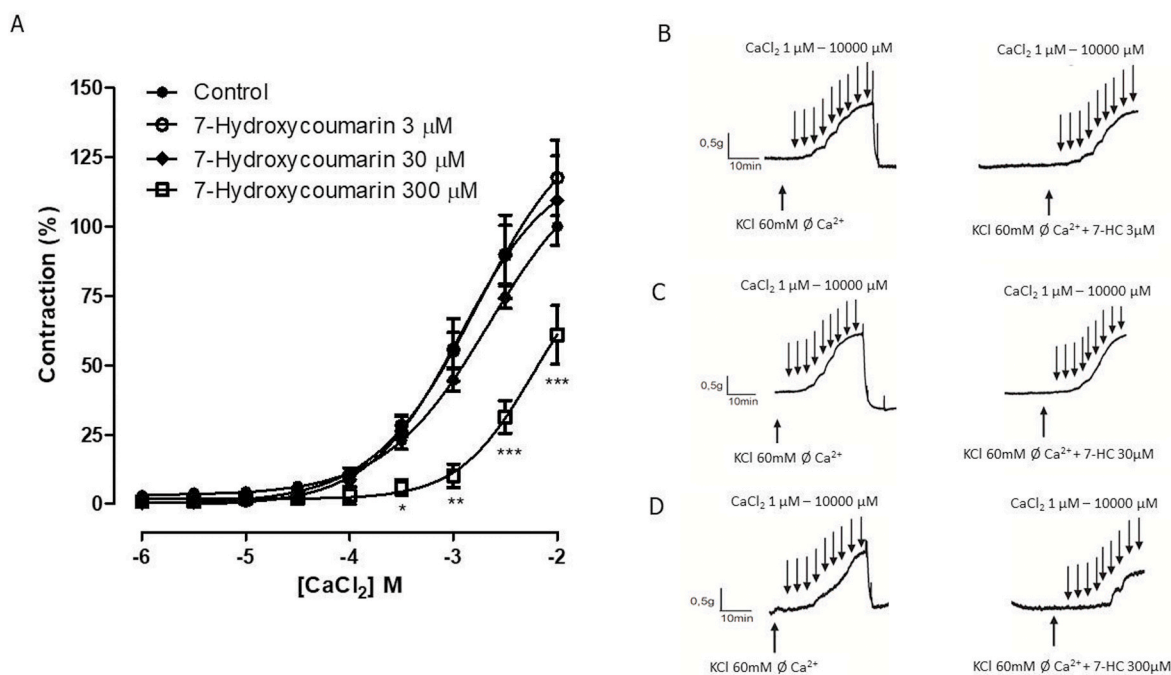 A
Contraction (%)
150
125
100
75
50
25
0
Control
7-Hydroxycoumarin 3 μM
7-Hydroxycoumarin 30 μM
7-Hydroxycoumarin 300 μM
*
**
***
***
-6
-5
-4
-3
-2
[CaCl₂] M
B
CaCl₂ 1 μM – 10000 μM
0,5g
10min
KCl 60mM Ø Ca²⁺
CaCl₂ 1 μM – 10000 μM
KCl 60mM Ø Ca²⁺ + 7-HC 3μM
C
CaCl₂ 1 μM – 10000 μM
0,5g
10min
KCl 60mM Ø Ca²⁺
CaCl₂ 1 μM – 10000 μM
KCl 60mM Ø Ca²⁺ + 7-HC 30μM
D
CaCl₂ 1 μM – 10000 μM
0,5g
10min
KCl 60mM Ø Ca²⁺
CaCl₂ 1 μM – 10000 μM
KCl 60mM Ø Ca²⁺ + 7-HC 300μM